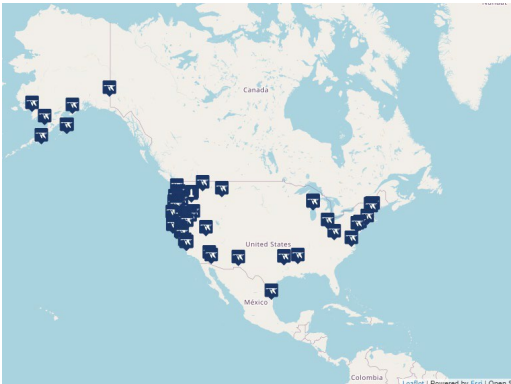 Canada
United States
México
Colombia
Leaflet | Powered by Esri | Open S